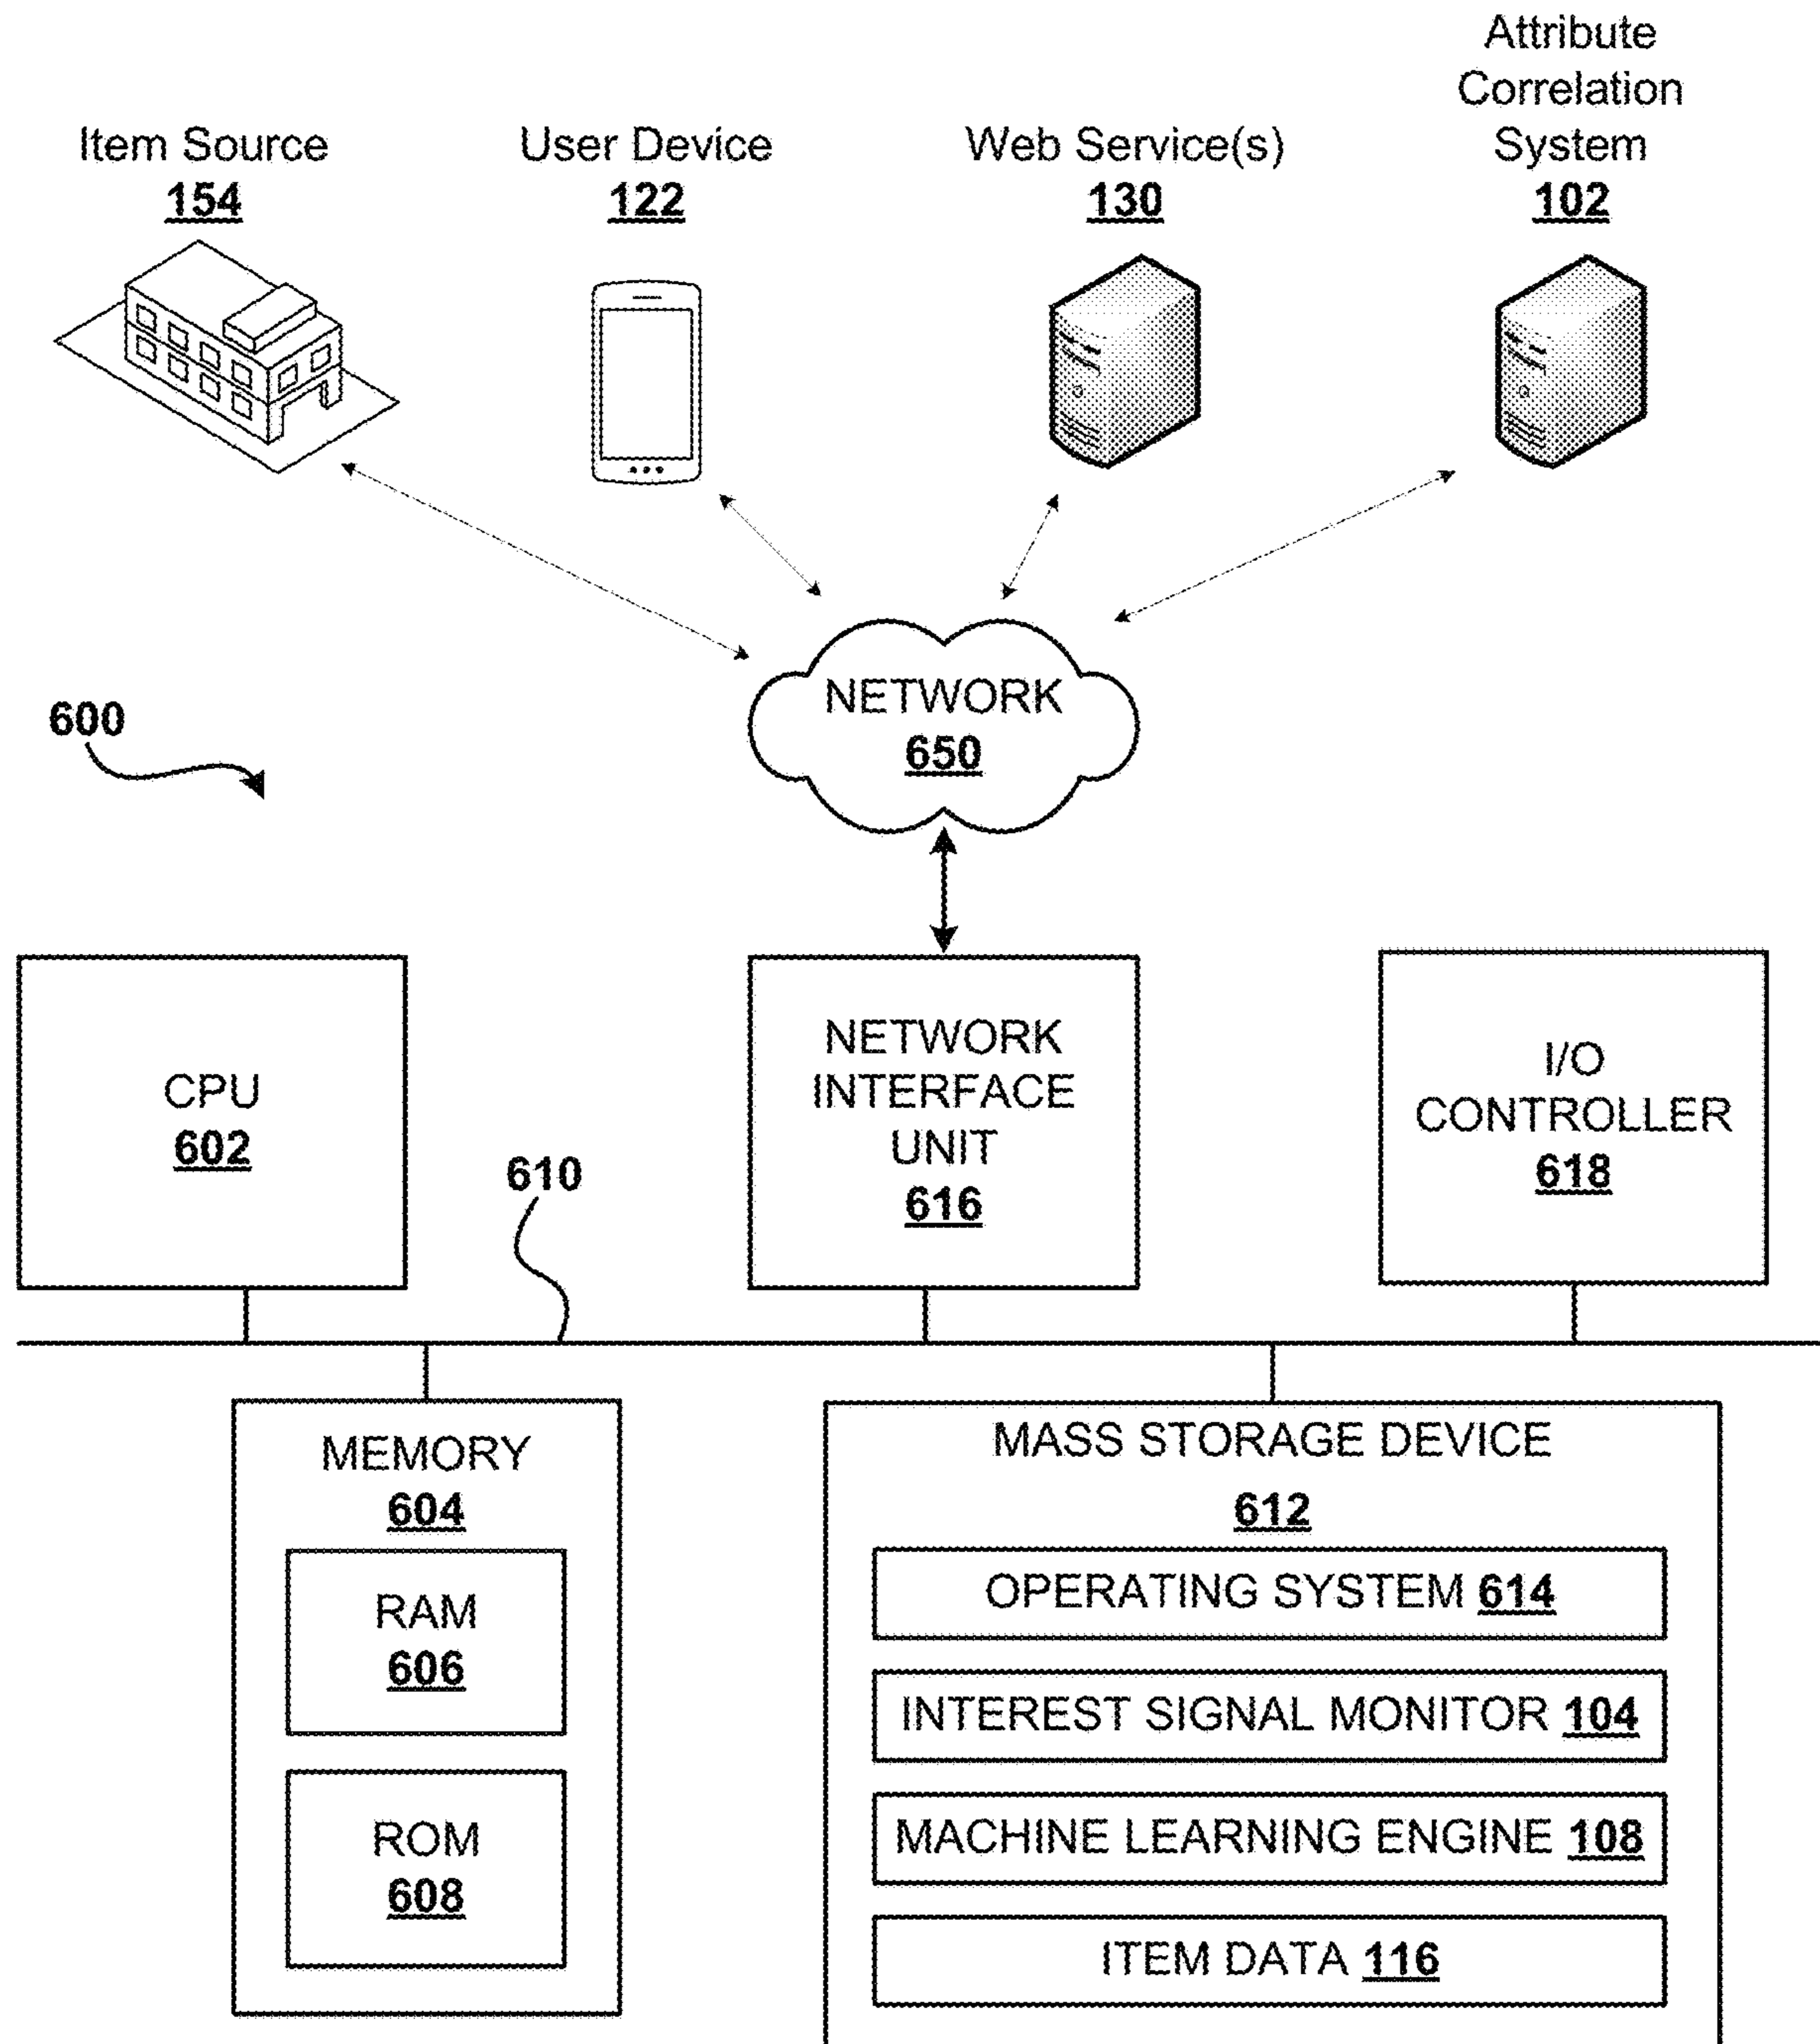 Item Source
154
User Device
122
Web Service(s)
130
Attribute
Correlation
System
102
NETWORK
650
600
CPU
602
NETWORK
INTERFACE
UNIT
616
I/O
CONTROLLER
618
610
MEMORY
604
RAM
606
ROM
608
MASS STORAGE DEVICE
612
OPERATING SYSTEM 614
INTEREST SIGNAL MONITOR 104
MACHINE LEARNING ENGINE 108
ITEM DATA 116